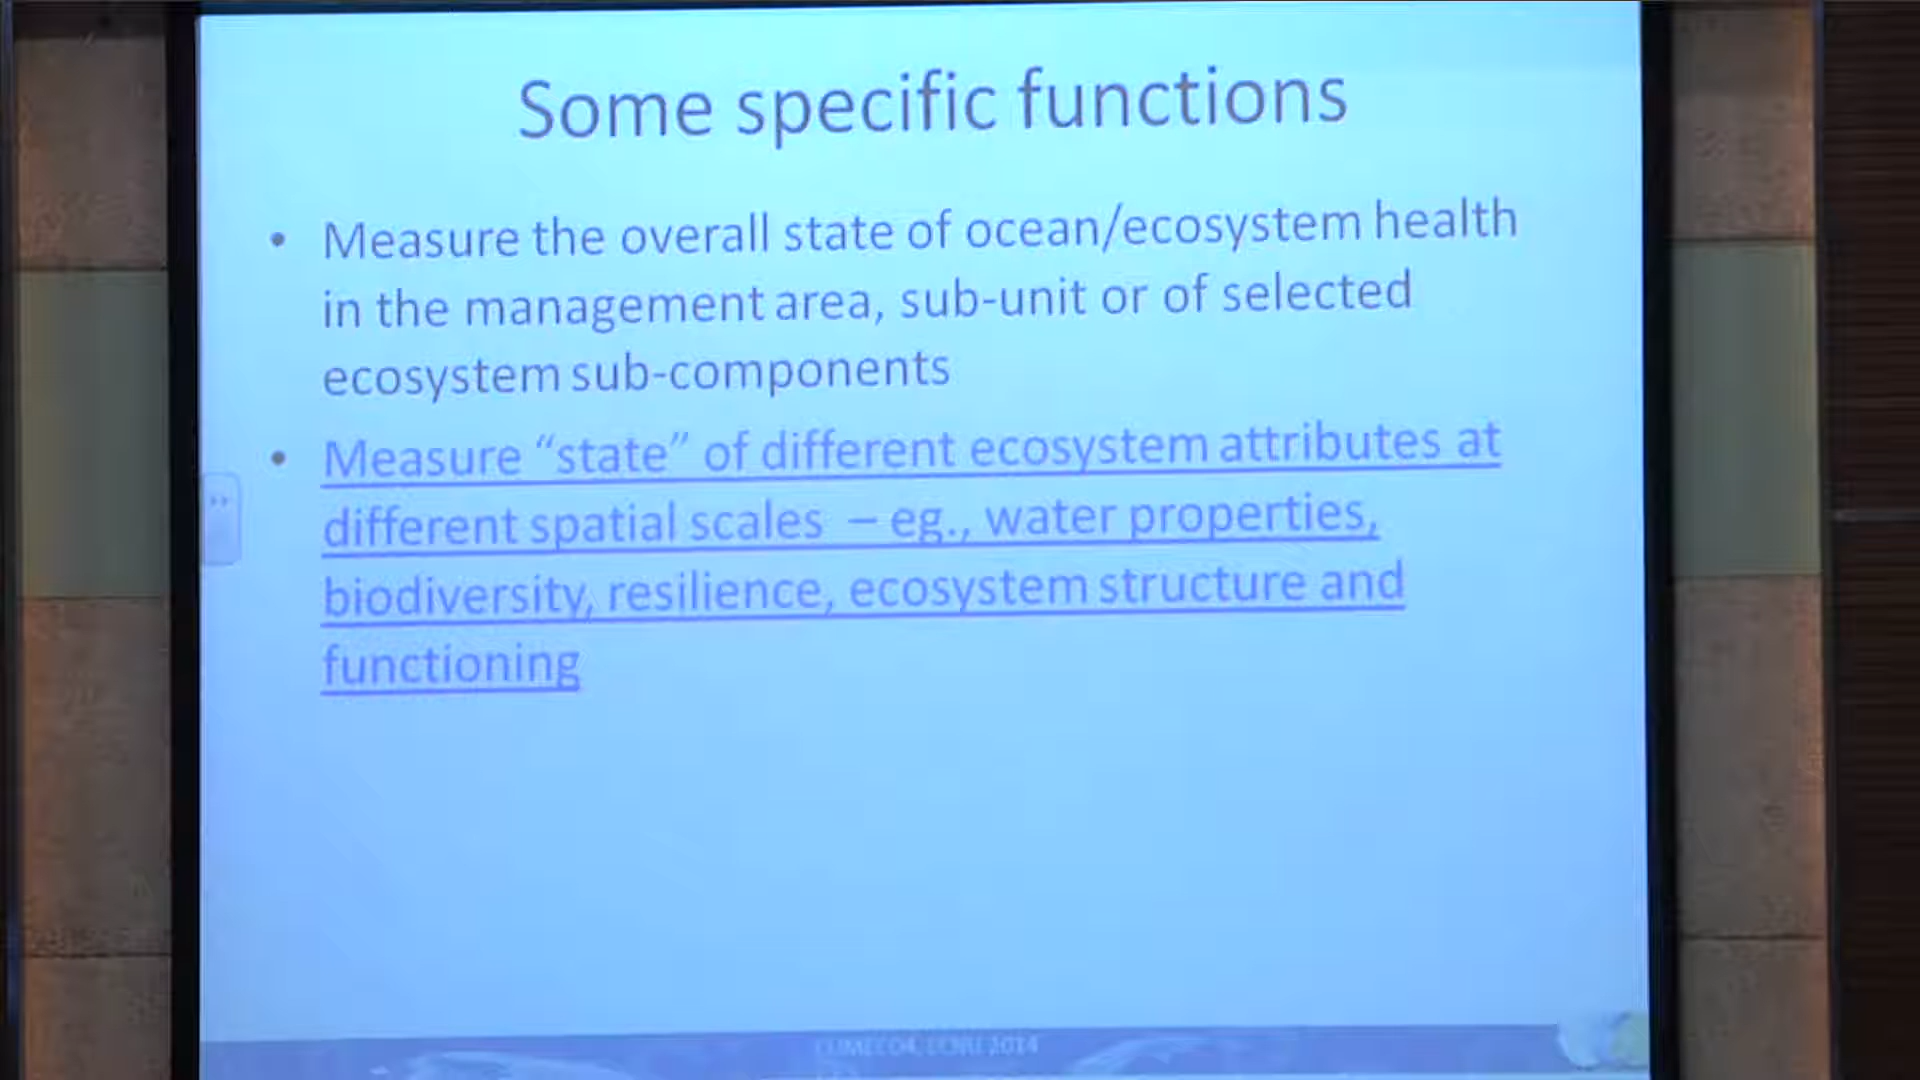 Some specific functions
• Measure the overall state of ocean/ecosystem health
in the management area, sub-unit or of selected
ecosystem sub-components
• Measure “state” of different ecosystem attributes at
different spatial scales – eg., water properties,
biodiversity, resilience, ecosystem structure and
functioning
2014